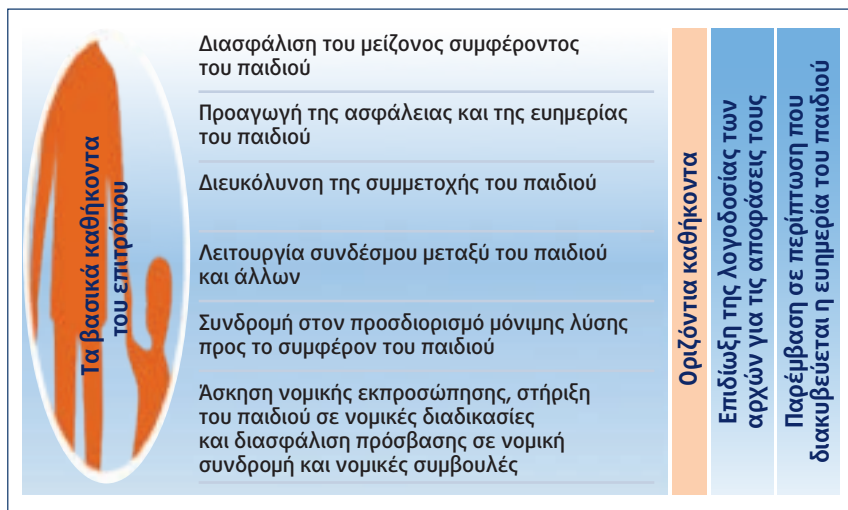 Τα βασικά καθήκοντα
του επιτρόπου
Διασφάλιση του μείζονος συμφέροντος
του παιδιού
Προαγωγή της ασφάλειας και της ευημερίας
του παιδιού
Διευκόλυνση της συμμετοχής του παιδιού
Λειτουργία συνδέσμου μεταξύ του παιδιού
και άλλων
Συνδρομή στον προσδιορισμό μόνιμης λύσης
προς το συμφέρον του παιδιού
Άσκηση νομικής εκπροσώπησης, στήριξη
του παιδιού σε νομικές διαδικασίες
και διασφάλιση πρόσβασης σε νομική
συνδρομή και νομικές συμβουλές
Οριζόντια καθήκοντα
Επιδίωξη της λογοδοσίας των
αρχών για τις αποφάσεις τους
Παρέμβαση σε περίπτωση που
διακυβεύεται η ευημερία του παιδιού